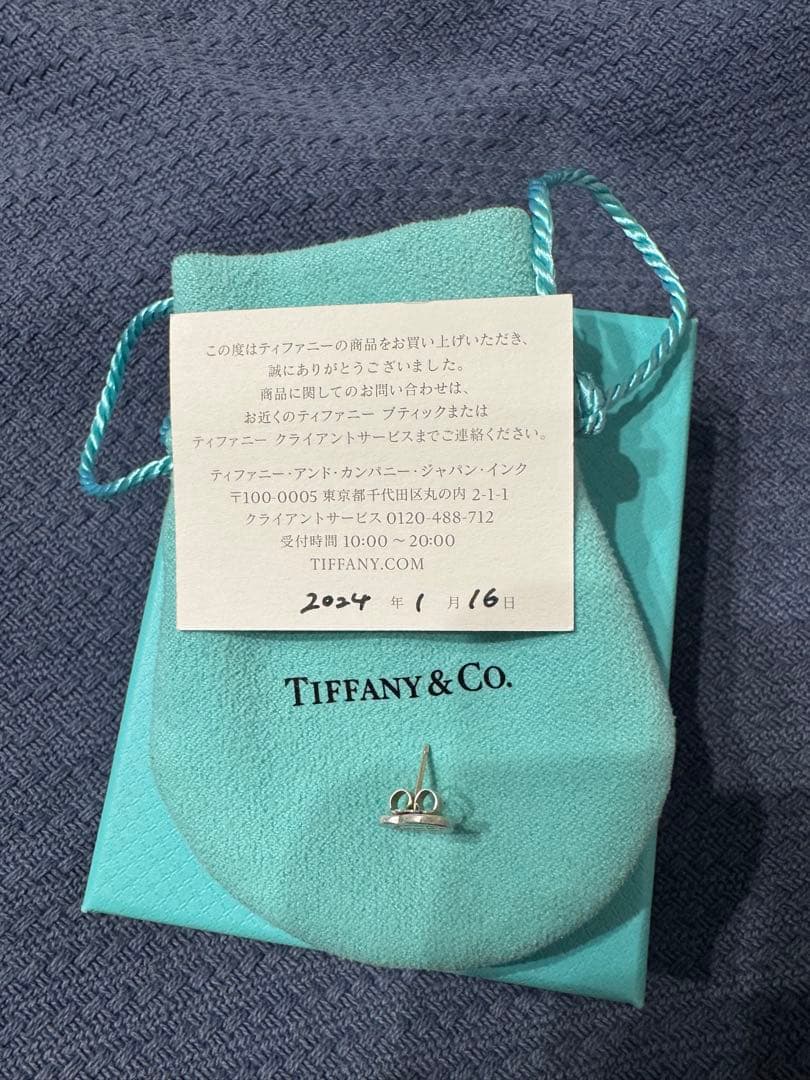 この度はティファニーの商品をお買い上げいただき、
誠にありがとうございました。
商品に関してのお問い合わせは、
お近くのティファニー ブティックまたは
ティファニー クライアントサービスまでご連絡ください。
ティファニー・アンド・カンパニー・ジャパン・インク
〒100-0005 東京都千代田区丸の内 2-1-1
クライアントサービス 0120-488-712
受付時間 10:00 〜 20:00
TIFFANY.COM
2024 年 1 月 16 日
TIFFANY & CO.